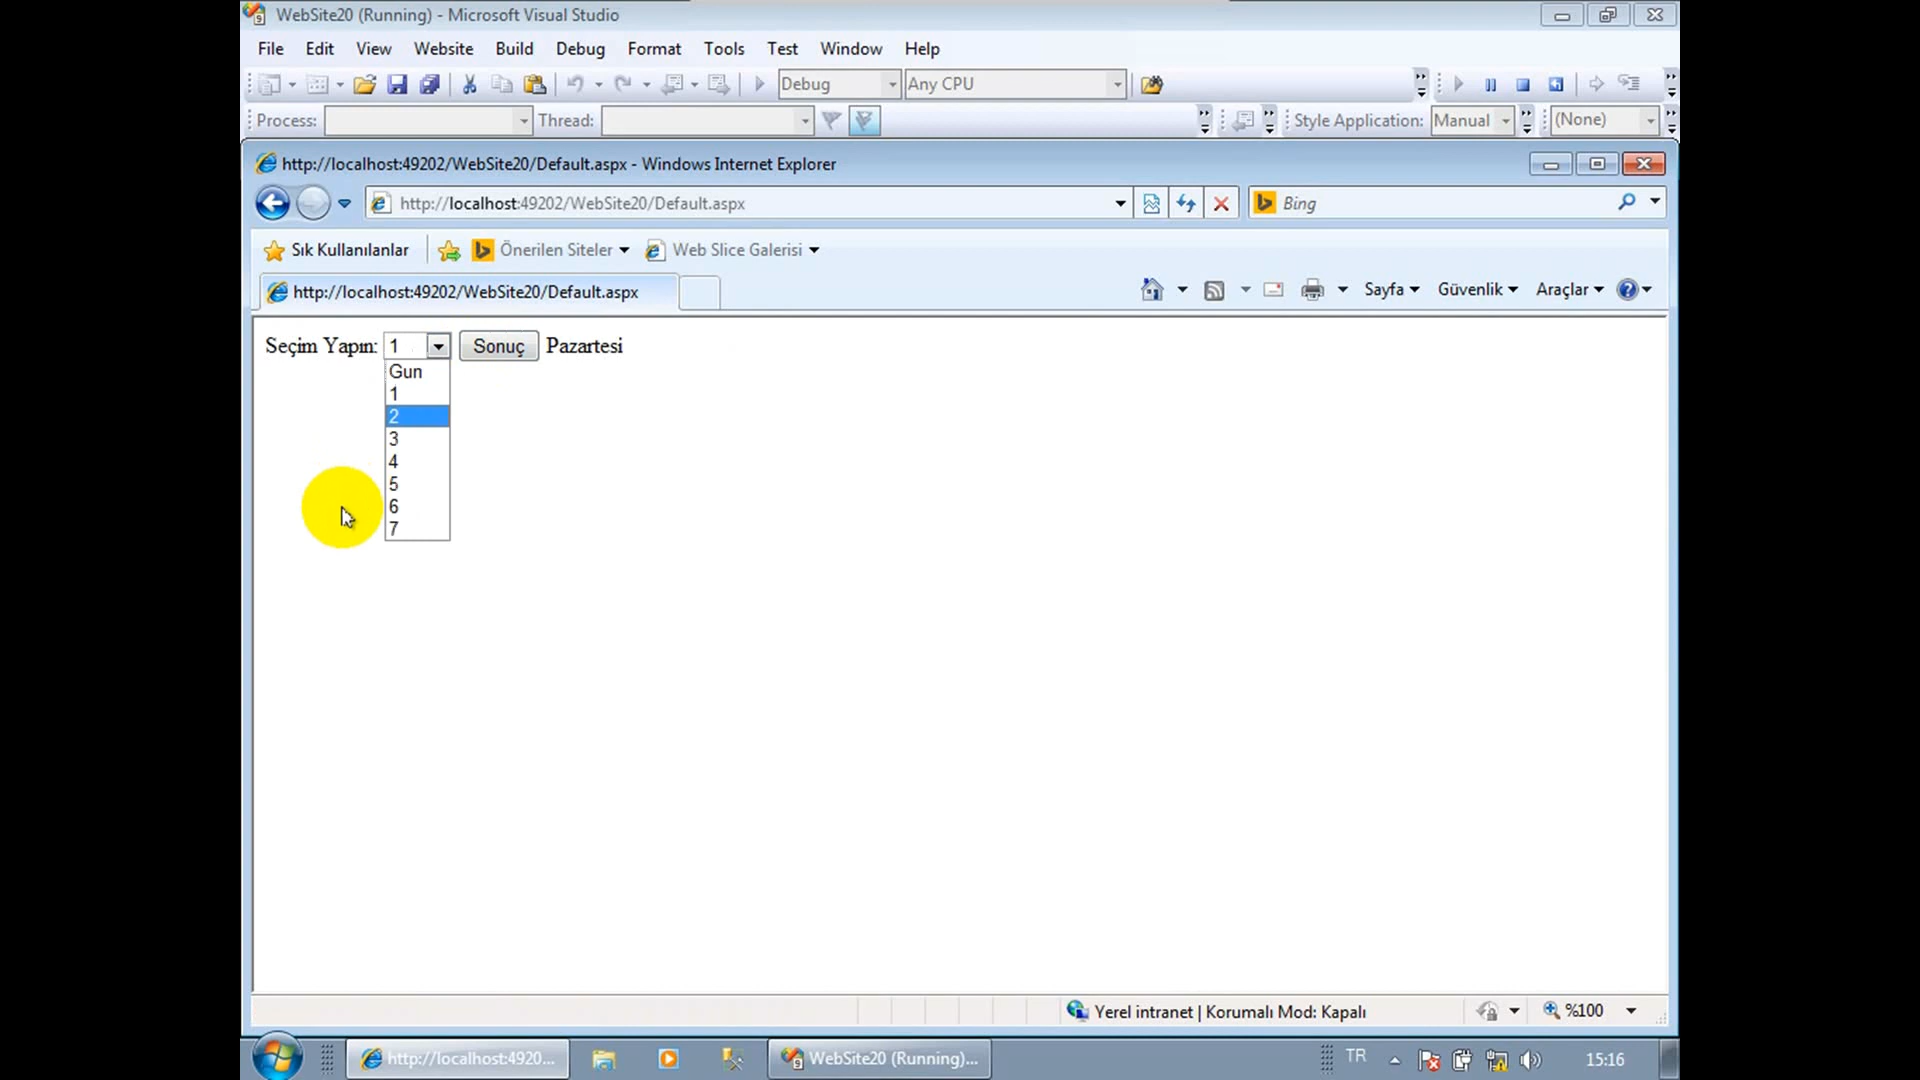 WebSite20 (Running) - Microsoft Visual Studio
File Edit View Website Build Debug Format Tools Test Window Help
Debug Any CPU
Process: Thread: Style Application: Manual (None)
http://localhost:49202/WebSite20/Default.aspx - Windows Internet Explorer
http://localhost:49202/WebSite20/Default.aspx Bing
Sık Kullanılanlar Önerilen Siteler Web Slice Galerisi
http://localhost:49202/WebSite20/Default.aspx Sayfa Güvenlik Araçlar
Seçim Yapın: 1 Sonuç Pazartesi
Gun
1
2
3
4
5
6
7
Yerel intranet | Korumalı Mod: Kapalı %100
http://localhost:4920... WebSite20 (Running)... TR 15:16